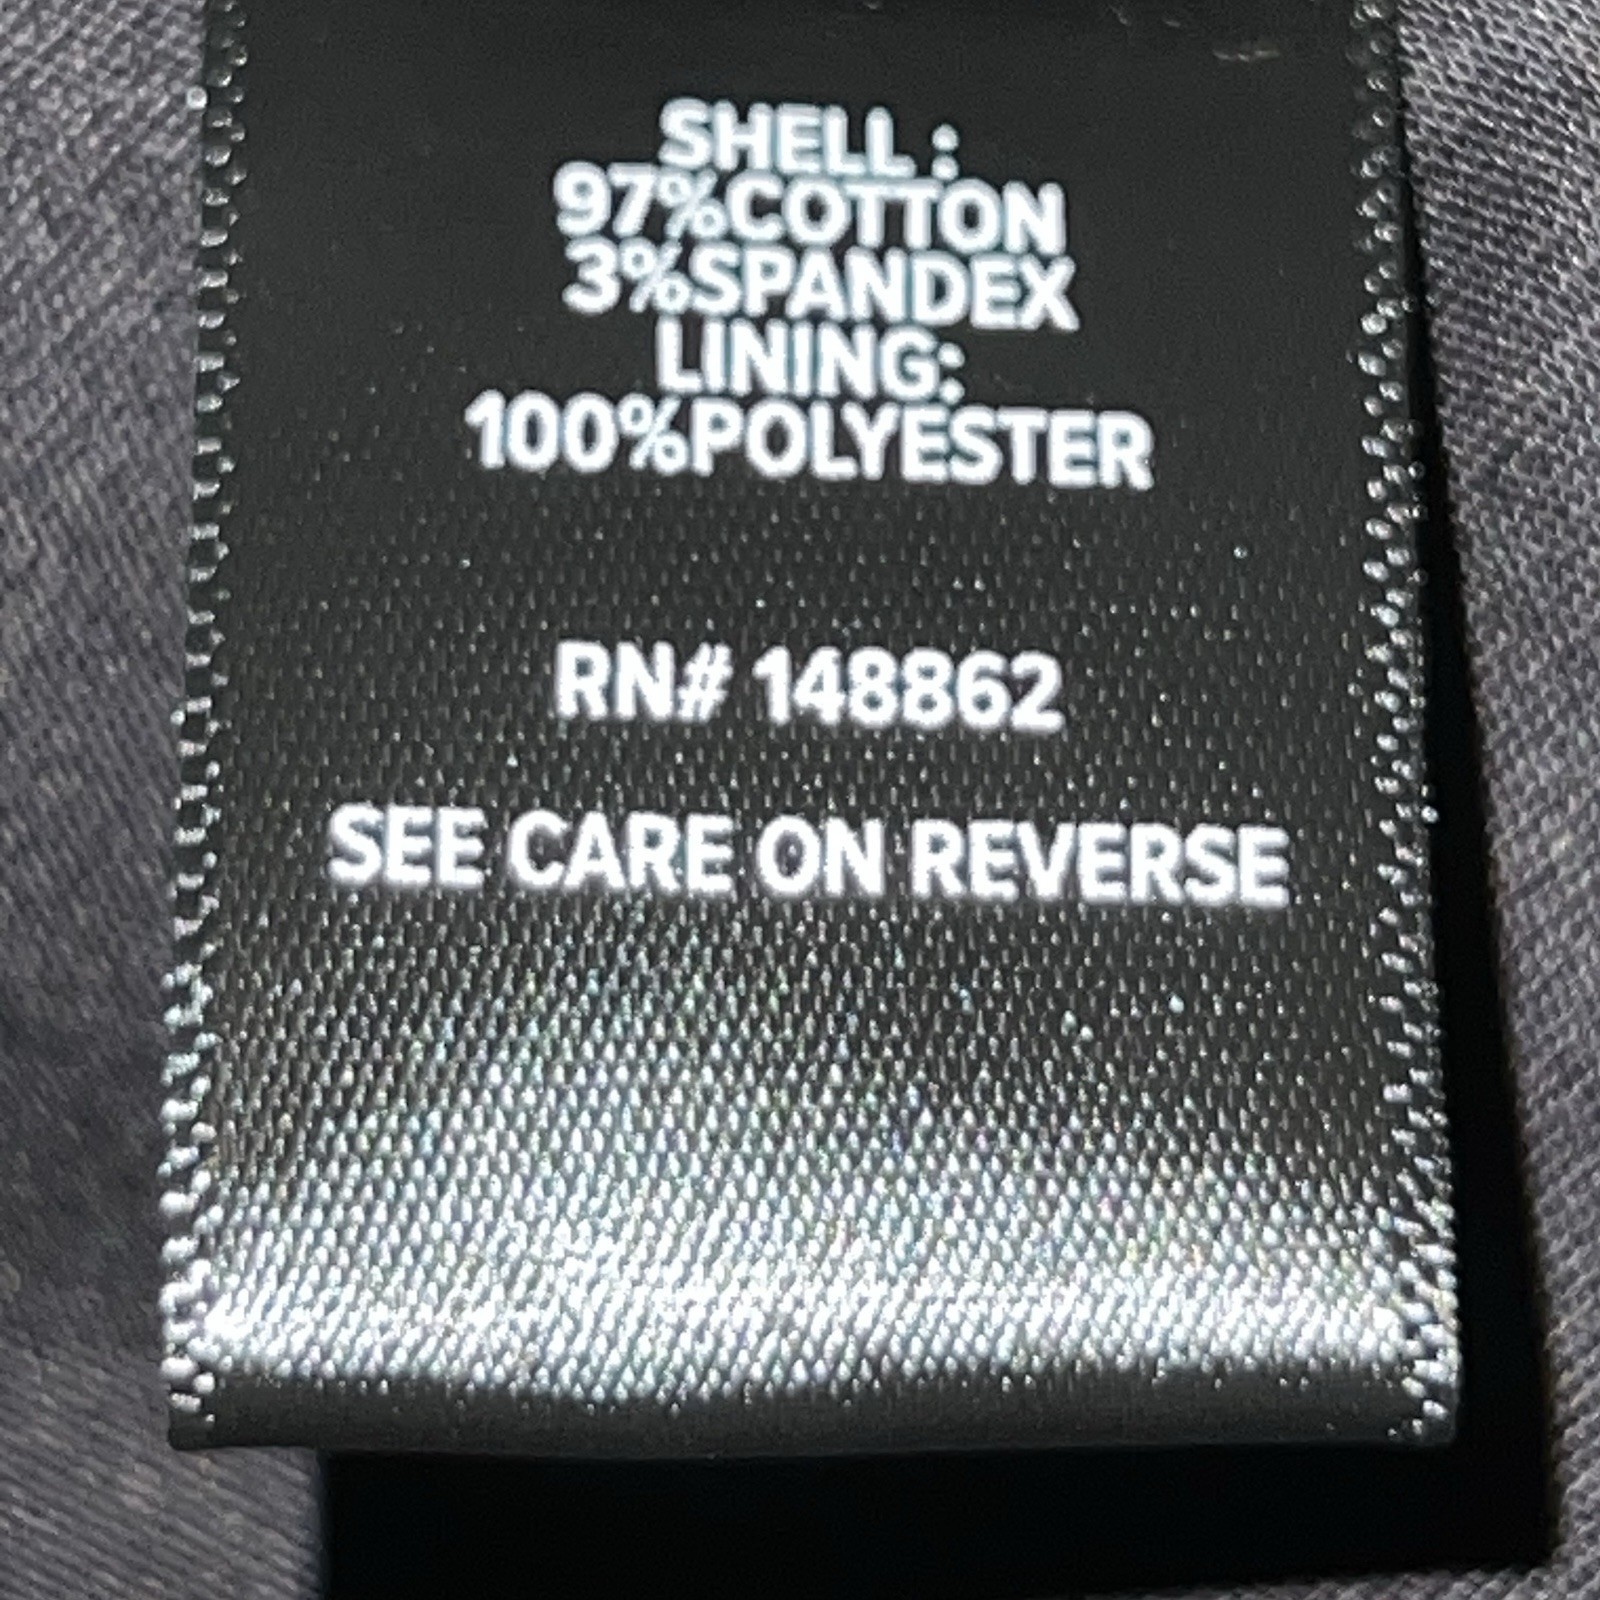 SHELL :
97%COTTON
3%SPANDEX
LINING:
100%POLYESTER
RN# 148862
SEE CARE ON REVERSE